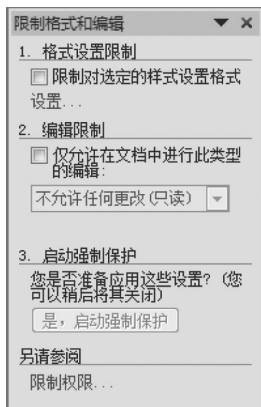 限制格式和编辑
1. 格式设置限制
限制对选定的样式设置格式
设置...
2. 编辑限制
仅允许在文档中进行此类型
的编辑:
不允许任何更改(只读)
3. 启动强制保护
您是否准备应用这些设置? (您
可以稍后将其关闭)
是，启动强制保护
另请参阅
限制权限...